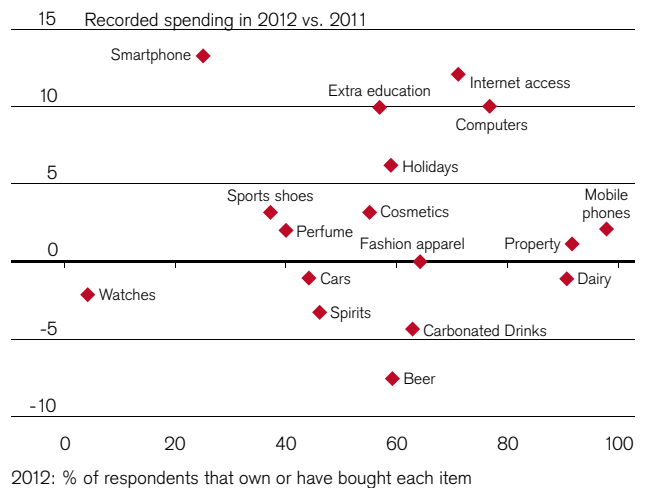 15 Recorded spending in 2012 vs. 2011
Smartphone
Internet access
Extra education
10
Computers
Holidays
5
Mobile
phones
Sports shoes
Cosmetics
Perfume
Fashion apparel
Property
0
Cars
Dairy
Watches
Spirits
Carbonated Drinks
-5
Beer
-10
0 20 40 60 80 100
2012: % of respondents that own or have bought each item